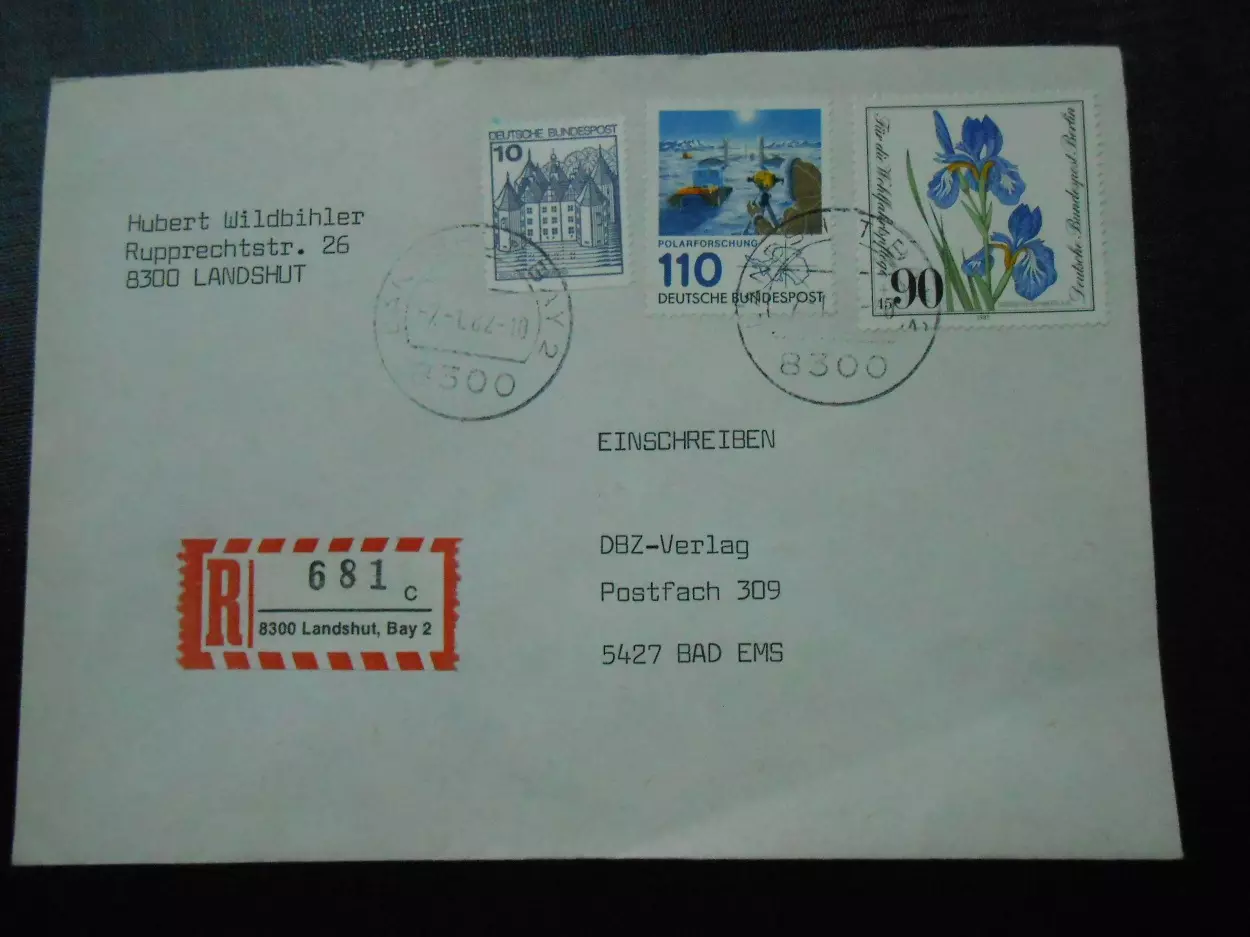 Hubert Wildbihler
Rupprechtstr. 26
8300 LANDSHUT
DEUTSCHE BUNDESPOST
10
POLARFORSCHUNG
110
DEUTSCHE BUNDESPOST
Für die Wohlfahrtspflege
15
90
Deutsche Bundespost Berlin
1981
BAY 2
8300
8300
EINSCHREIBEN
DBZ-Verlag
Postfach 309
5427 BAD EMS
R
681
c
8300 Landshut, Bay 2